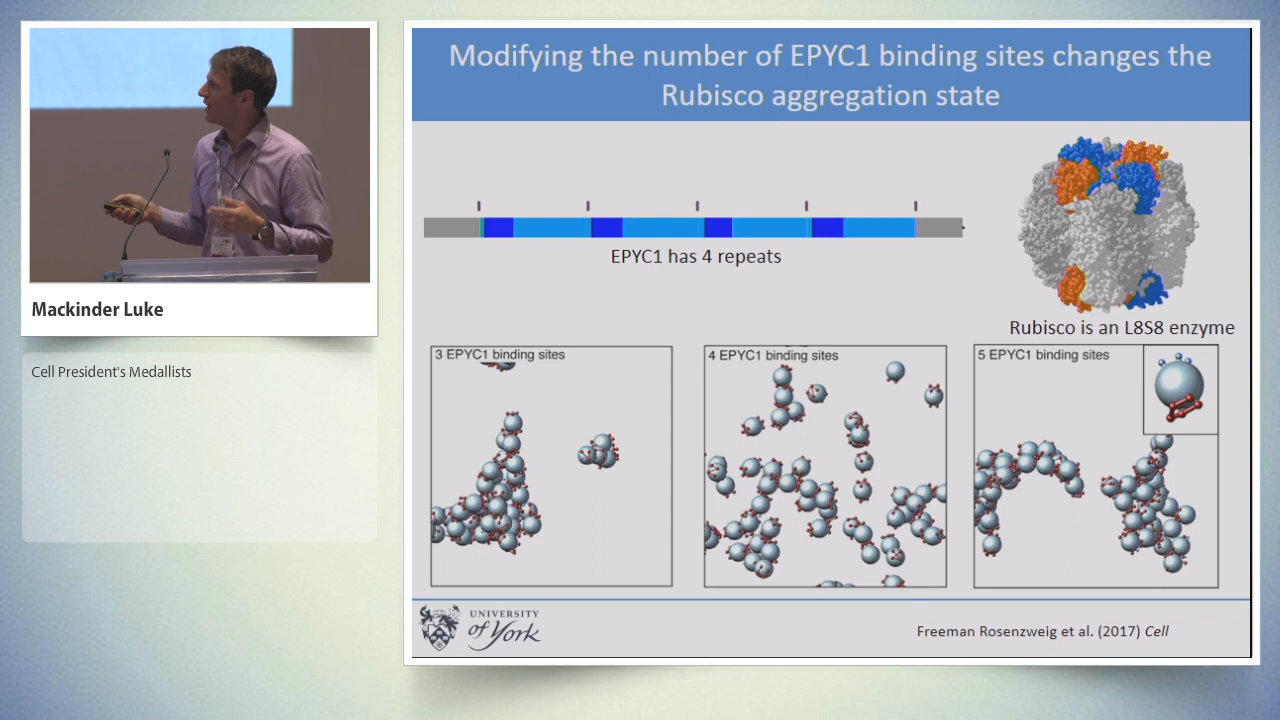 Mackinder Luke
Cell President's Medallists
Modifying the number of EPYC1 binding sites changes the
Rubisco aggregation state
EPYC1 has 4 repeats
Rubisco is an L8S8 enzyme
3 EPYC1 binding sites
4 EPYC1 binding sites
5 EPYC1 binding sites
UNIVERSITY
of York
Freeman Rosenzweig et al. (2017) Cell